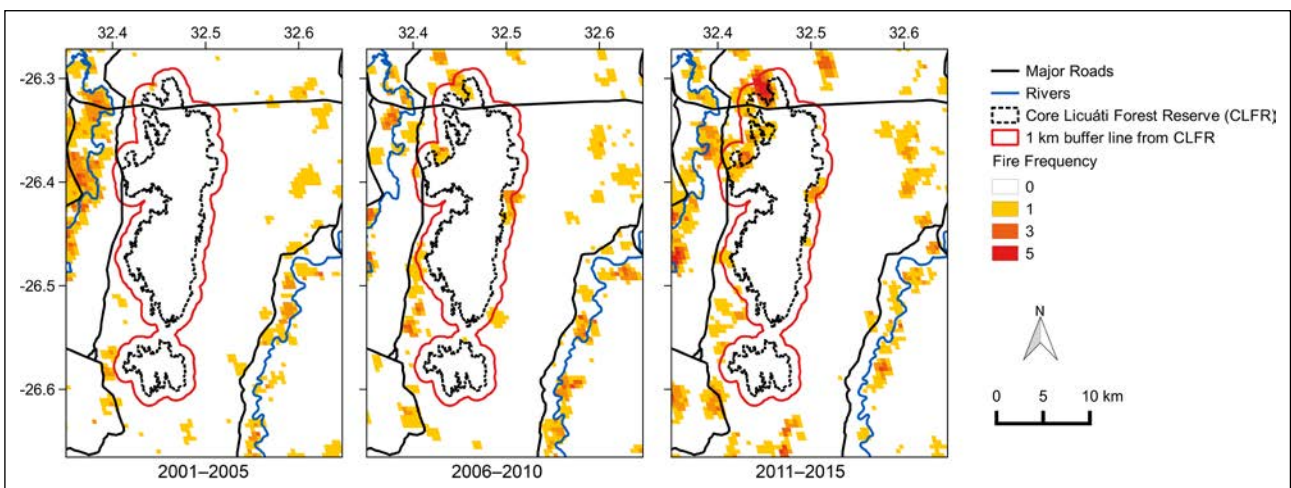 32.4 32.5 32.6 32.4 32.5 32.6 32.4 32.5 32.6
-26.3
-26.4
-26.5
-26.6
2001–2005 2006–2010 2011–2015
Major Roads
Rivers
Core Licuáti Forest Reserve (CLFR)
1 km buffer line from CLFR
Fire Frequency
0
1
3
5
N
0 5 10 km